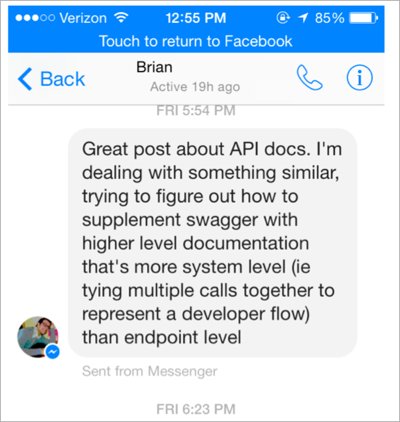 Verizon 12:55 PM 85%
Touch to return to Facebook
Back
Brian
Active 19h ago
FRI 5:54 PM
Great post about API docs. I'm
dealing with something similar,
trying to figure out how to
supplement swagger with
higher level documentation
that's more system level (ie
tying multiple calls together to
represent a developer flow)
than endpoint level
Sent from Messenger
FRI 6:23 PM